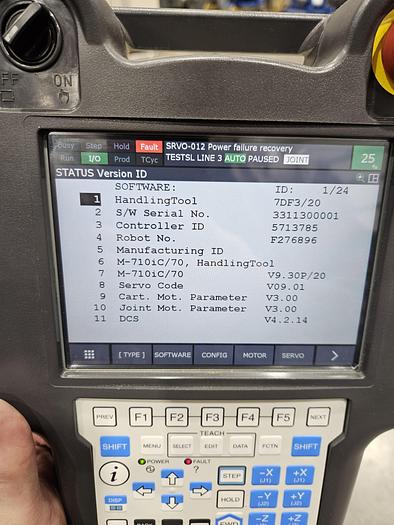 OFF ON
Busy Step Hold Fault SRVO-012 Power failure recovery
Run I/O Prod TCyc TESTSL LINE 3 AUTO PAUSED JOINT 25
STATUS Version ID
SOFTWARE: ID: 1/24
1 HandlingTool 7DF3/20
2 S/W Serial No. 3311300001
3 Controller ID 5713785
4 Robot No. F276896
5 Manufacturing ID
6 M-710iC/70, HandlingTool
7 M-710iC/70 V9.30P/20
8 Servo Code V09.01
9 Cart. Mot. Parameter V3.00
10 Joint Mot. Parameter V3.00
11 DCS V4.2.14
[ TYPE ] SOFTWARE CONFIG MOTOR SERVO >
PREV F1 F2 F3 F4 F5 NEXT
TEACH
SHIFT MENU SELECT EDIT DATA FCTN SHIFT
POWER FAULT
i ? STEP -X (J1) +X (J1)
DISP HOLD -Y (J2) +Y (J2)
BACK FWD -Z +Z